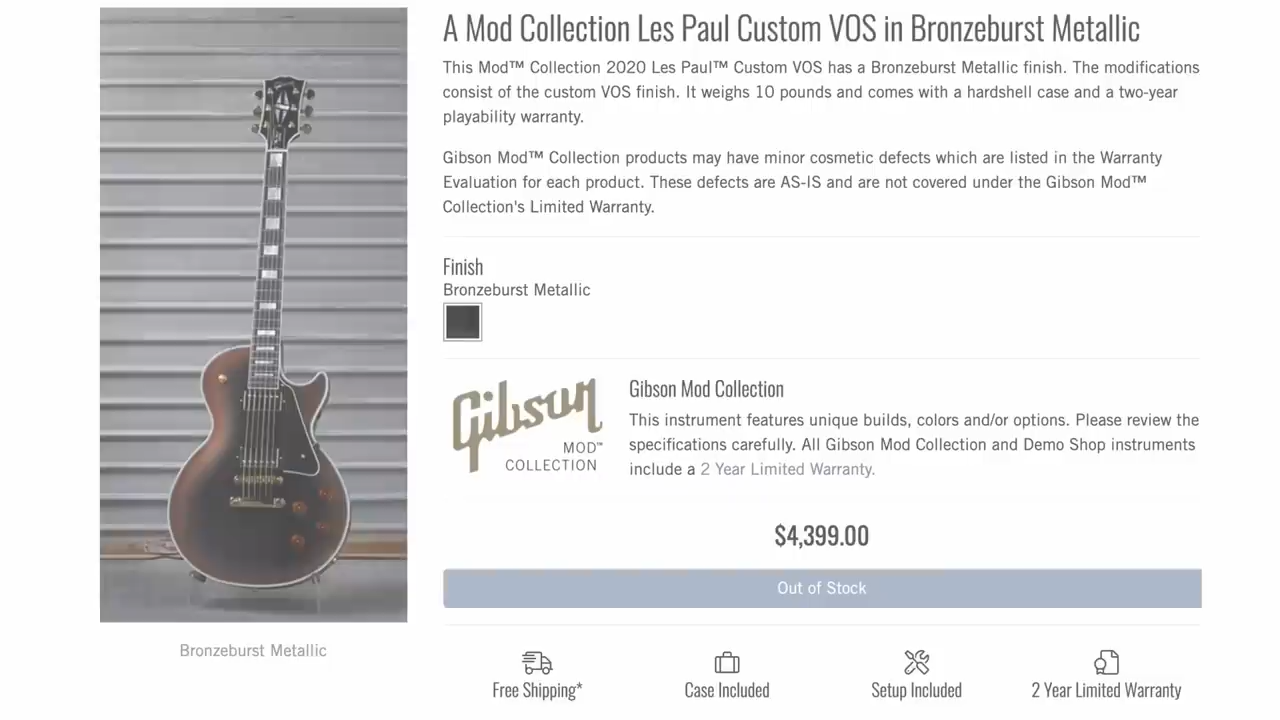 A Mod Collection Les Paul Custom VOS in Bronzeburst Metallic
This Mod™ Collection 2020 Les Paul™ Custom VOS has a Bronzeburst Metallic finish. The modifications
consist of the custom VOS finish. It weighs 10 pounds and comes with a hardshell case and a two-year
playability warranty.
Gibson Mod™ Collection products may have minor cosmetic defects which are listed in the Warranty
Evaluation for each product. These defects are AS-IS and are not covered under the Gibson Mod™
Collection's Limited Warranty.
Finish
Bronzeburst Metallic
Gibson
MOD™
COLLECTION
Gibson Mod Collection
This instrument features unique builds, colors and/or options. Please review the
specifications carefully. All Gibson Mod Collection and Demo Shop instruments
include a 2 Year Limited Warranty.
$4,399.00
Out of Stock
Bronzeburst Metallic
Free Shipping*
Case Included
Setup Included
2 Year Limited Warranty